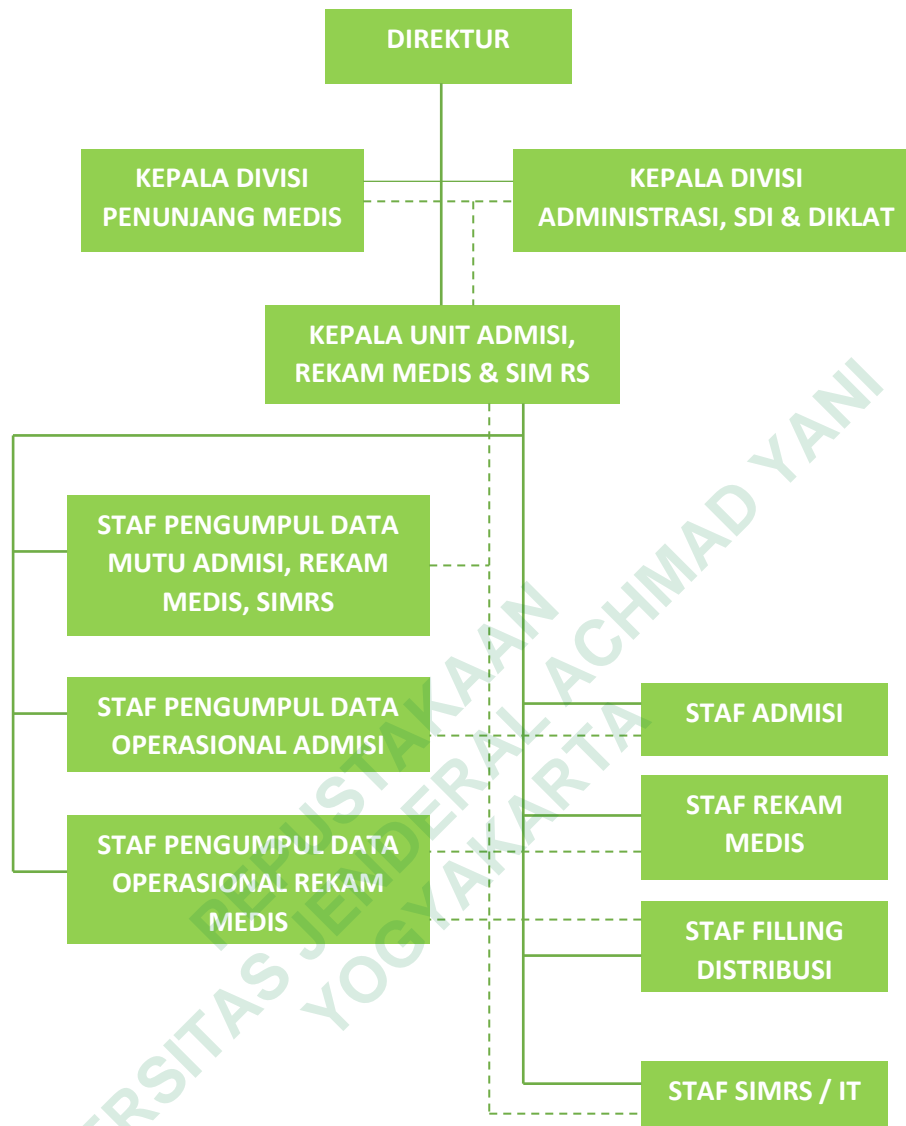 DIREKTUR
KEPALA DIVISI
PENUNJANG MEDIS
KEPALA DIVISI
ADMINISTRASI, SDI & DIKLAT
KEPALA UNIT ADMISI,
REKAM MEDIS & SIM RS
STAF PENGUMPUL DATA
MUTU ADMISI, REKAM
MEDIS, SIMRS
STAF PENGUMPUL DATA
OPERASIONAL ADMISI
STAF ADMISI
STAF REKAM
MEDIS
STAF PENGUMPUL DATA
OPERASIONAL REKAM
MEDIS
STAF FILLING
DISTRIBUSI
STAF SIMRS / IT
PEPUSTAKAAN
ERSITAS JENDERAL ACHMAD YANI
YOGYAKARTA